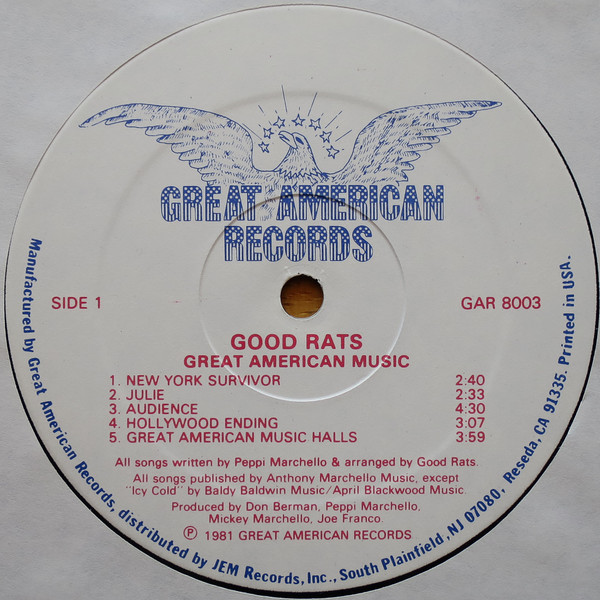 GREAT AMERICAN
RECORDS
SIDE 1
GAR 8003
GOOD RATS
GREAT AMERICAN MUSIC
1. NEW YORK SURVIVOR 2:40
2. JULIE 2:33
3. AUDIENCE 4:30
4. HOLLYWOOD ENDING 3:07
5. GREAT AMERICAN MUSIC HALLS 3:59
All songs written by Peppi Marchello & arranged by Good Rats.
All songs published by Anthony Marchello Music, except
"Icy Cold" by Baldy Baldwin Music/April Blackwood Music.
Produced by Don Berman, Peppi Marchello,
Mickey Marchello, Joe Franco.
℗ 1981 GREAT AMERICAN RECORDS
Manufactured by Great American Records, distributed by JEM Records, Inc., South Plainfield, NJ 07080, Reseda, CA 91335. Printed in USA.